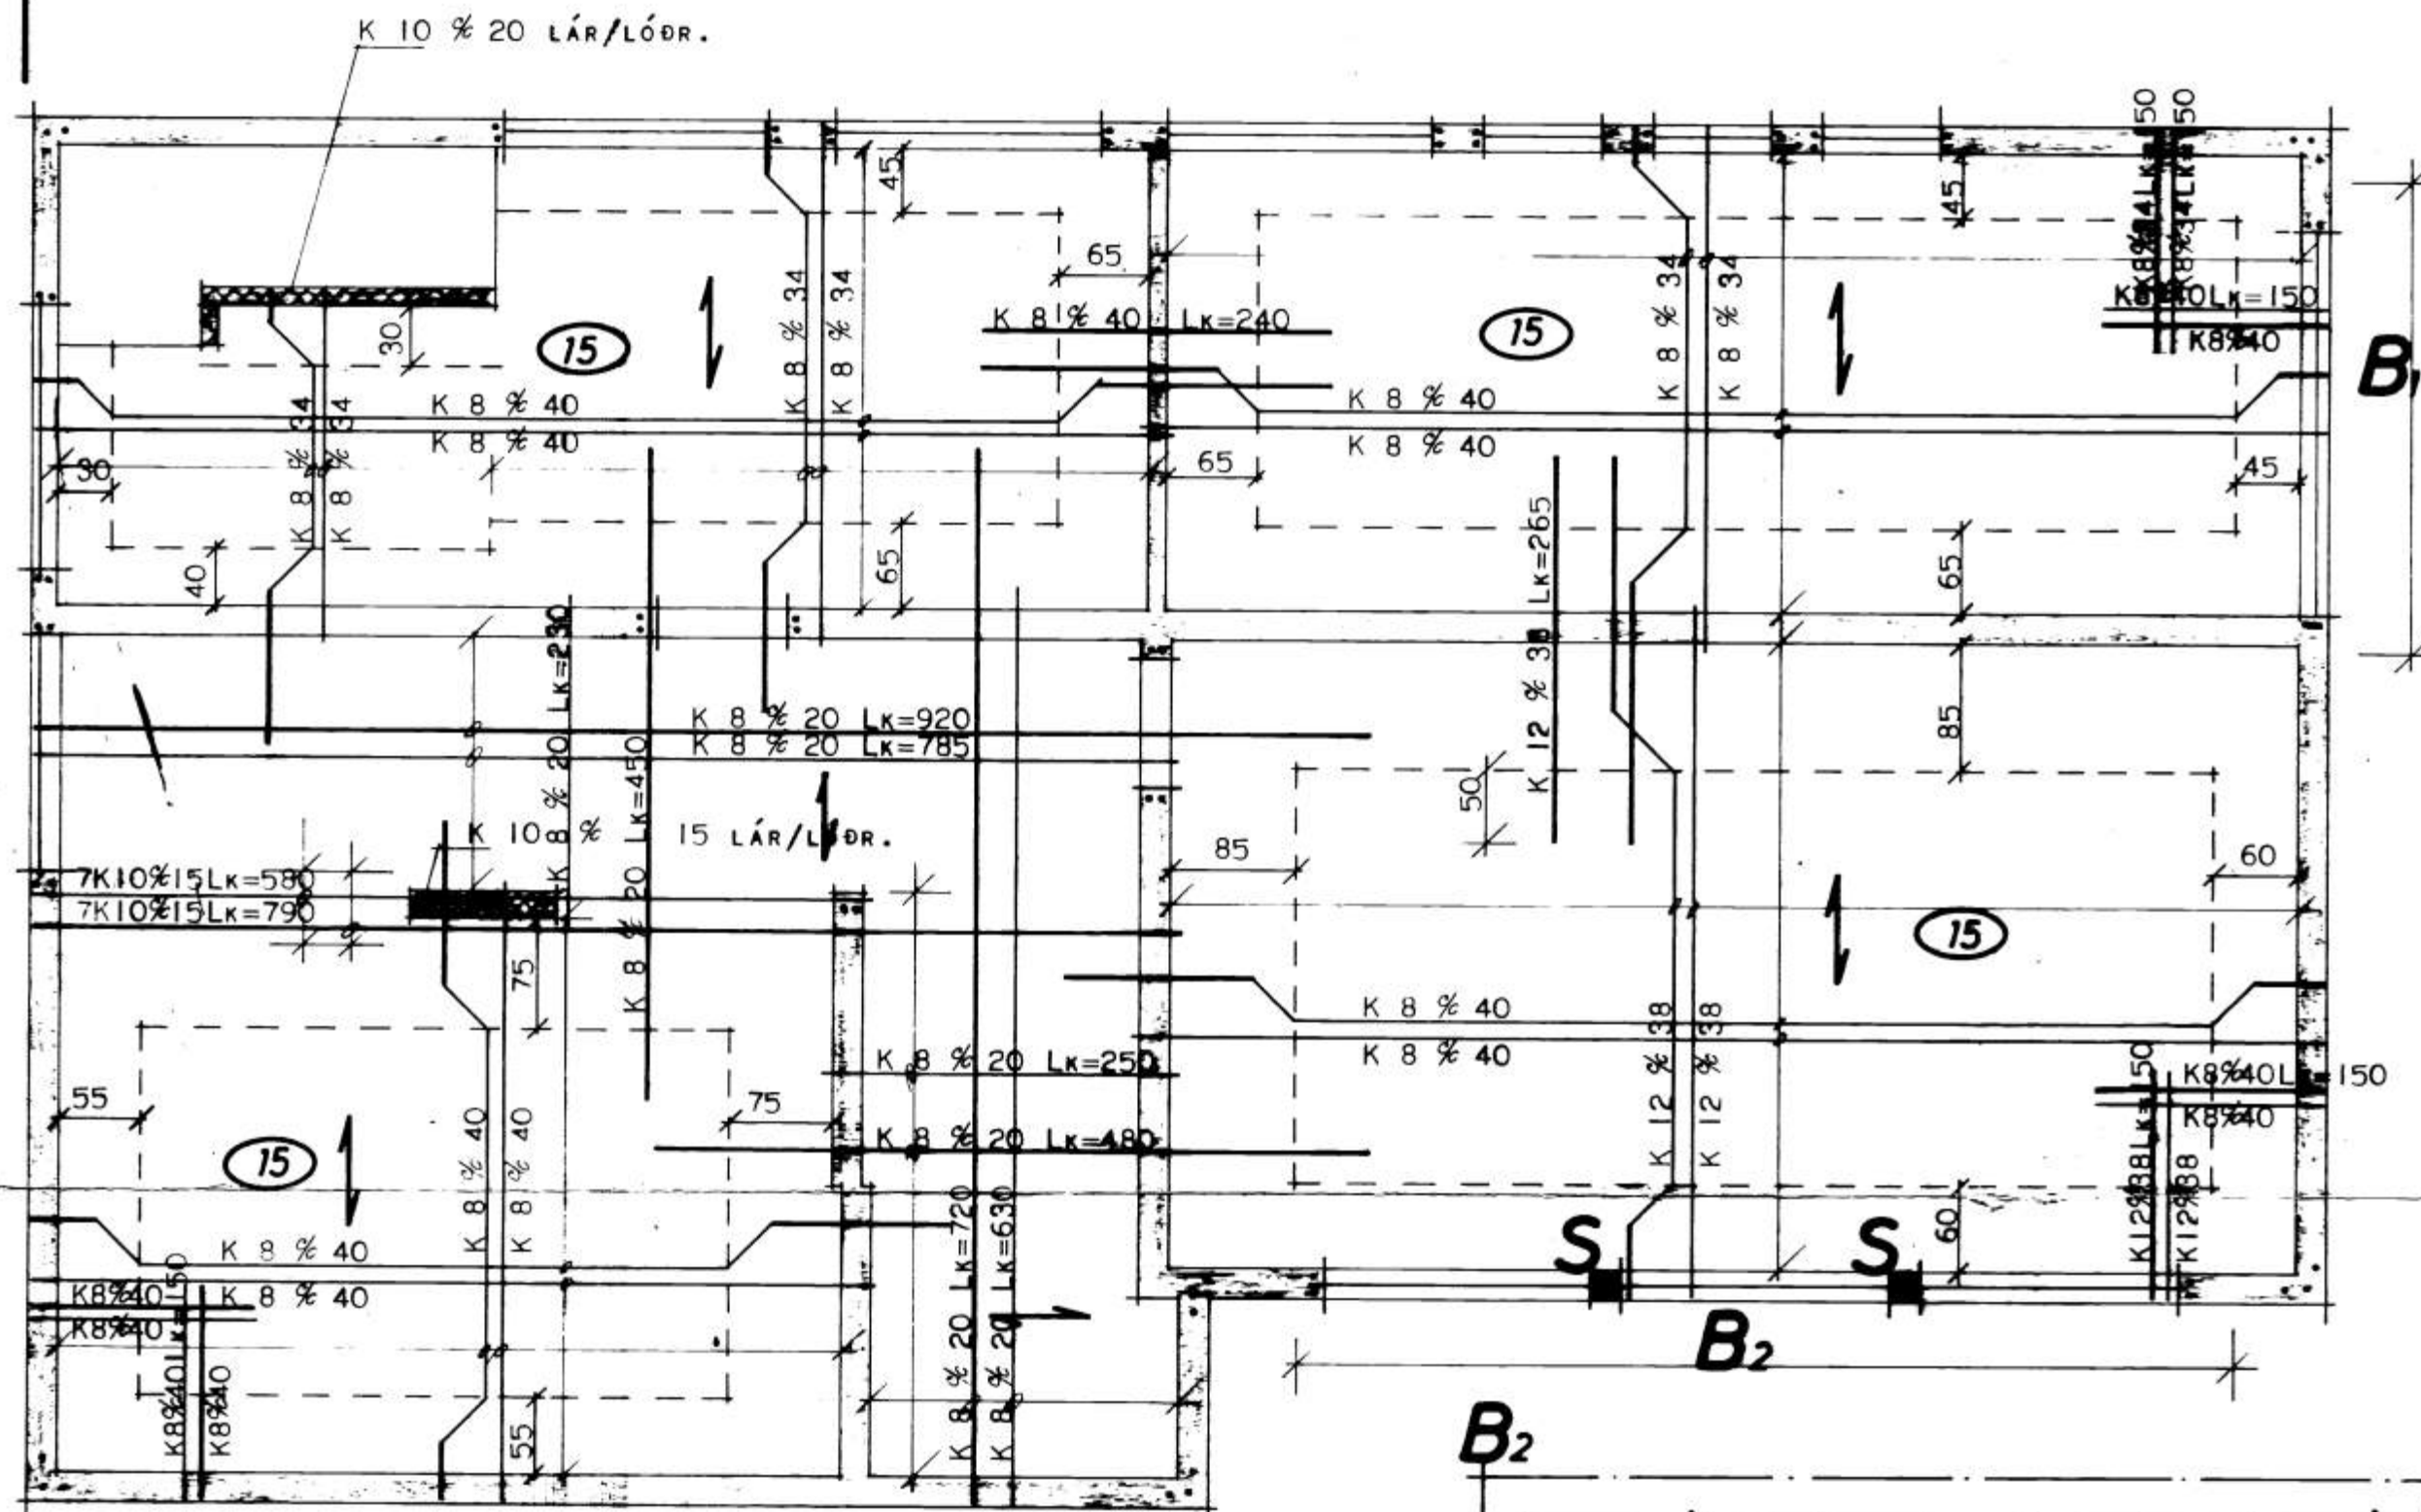 K 10 % 20 LÁR/LÓÐR.
50
50
45
45
K8%34LK=
K8%34LK=
65
K 8 % 34
K 8 % 34
K 8 % 34
K 8 % 34
K 8 % 40 LK=240
K8%40LK=150
K8%40
30
15
15
B1
K 8 % 40
K 8 % 40
K 8 % 40
K 8 % 40
K 8 % 34
K 8 % 34
30
65
45
40
65
65
K 12 % 38 LK=265
K 8 % 20 LK=230
K 8 % 20 LK=920
K 8 % 20 LK=785
85
50
K 8 % 20 LK=450
K 10 % 15 LÁR/LÓÐR.
85
60
7K10%15LK=580
7K10%15LK=790
15
75
K 8 % 40
K 8 % 40
K 12 % 38
K 12 % 38
K 8 % 20 LK=250
K8%40L =150
K8%40
55
75
K 8 % 40
K 8 % 40
K 8 % 20 LK=480
15
K12%38LK=150
K12%38
60
S
S
K 8 % 40
K 8 % 40
K8%40
K8%40
K8%40LK=150
K8%40
K 8 % 20 LK=720
K 8 % 20 LK=630
B2
55
B2